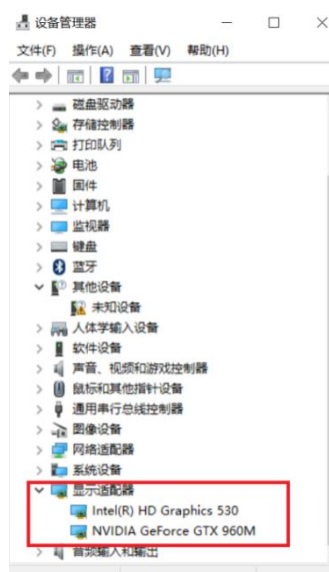 设备管理器
文件(F) 操作(A) 查看(V) 帮助(H)
磁盘驱动器
存储控制器
打印队列
电池
固件
计算机
监视器
键盘
蓝牙
其他设备
未知设备
人体学输入设备
软件设备
声音、视频和游戏控制器
鼠标和其他指针设备
通用串行总线控制器
图像设备
网络适配器
系统设备
显示适配器
Intel(R) HD Graphics 530
NVIDIA GeForce GTX 960M
音频输入和输出